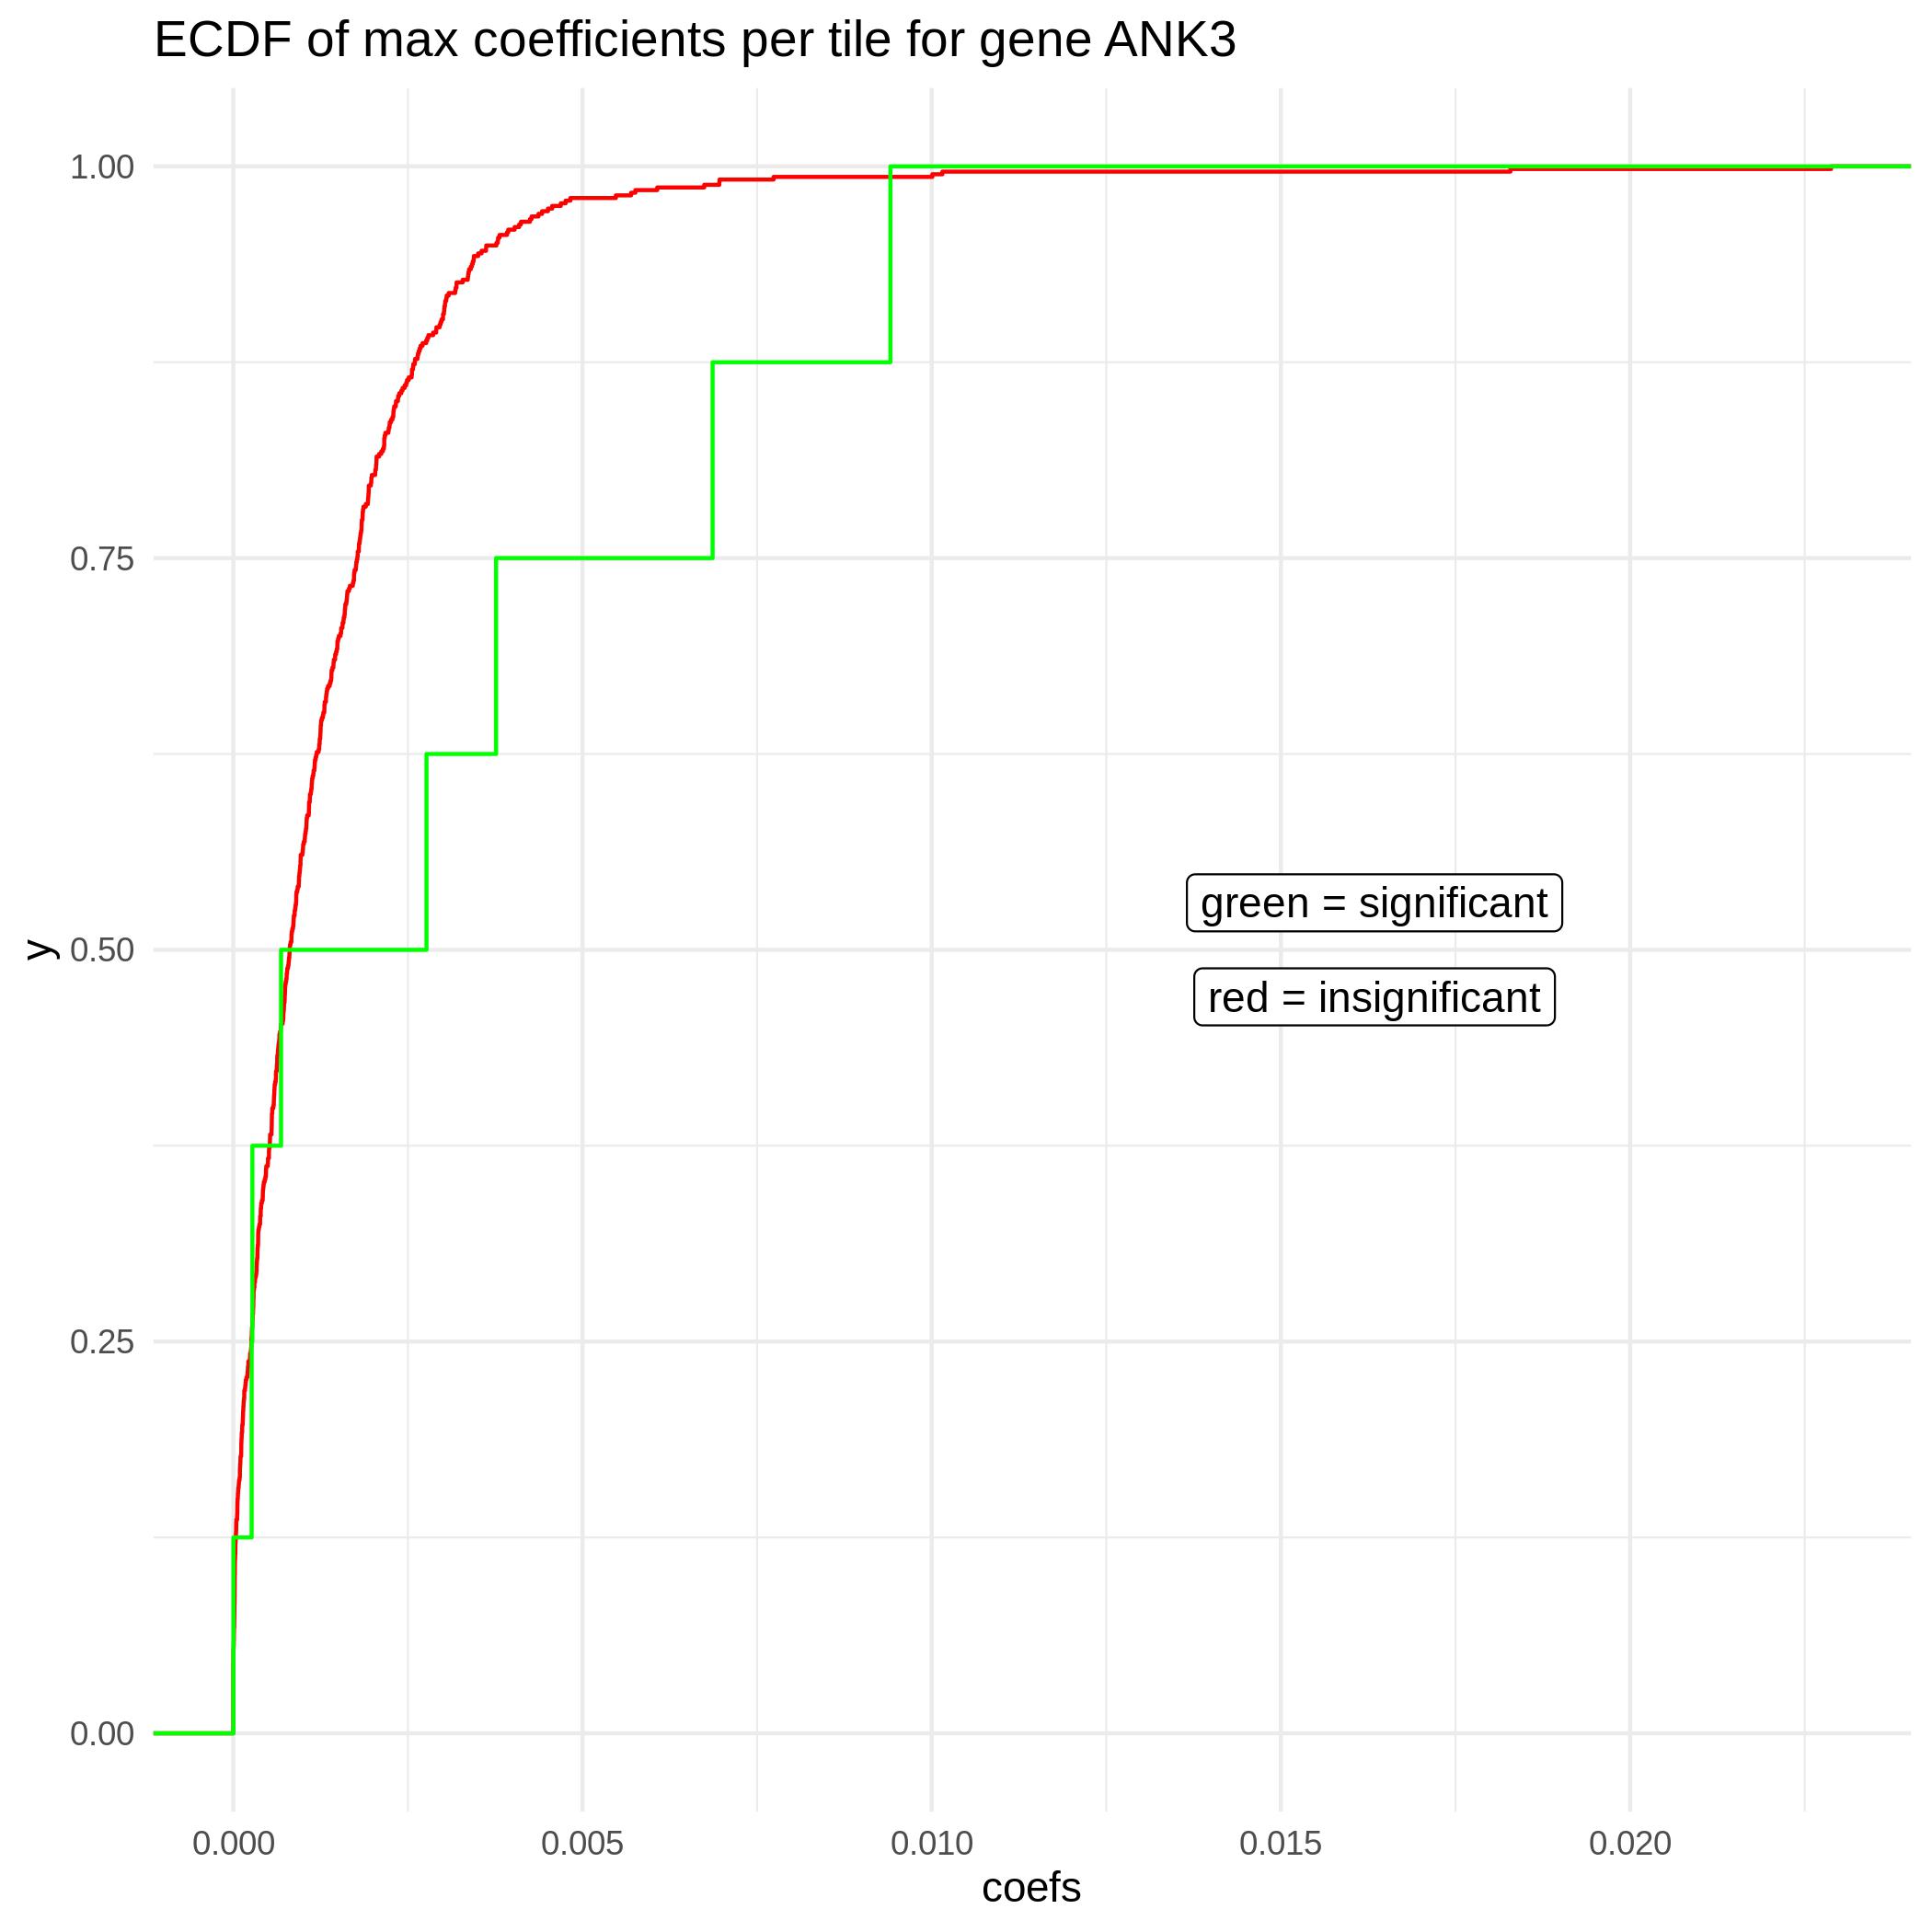 ECDF of max coefficients per tile for gene ANK3
1.00
0.75
0.50
0.25
0.00
y
green = significant
red = insignificant
0.000 0.005 0.010 0.015 0.020
coefs